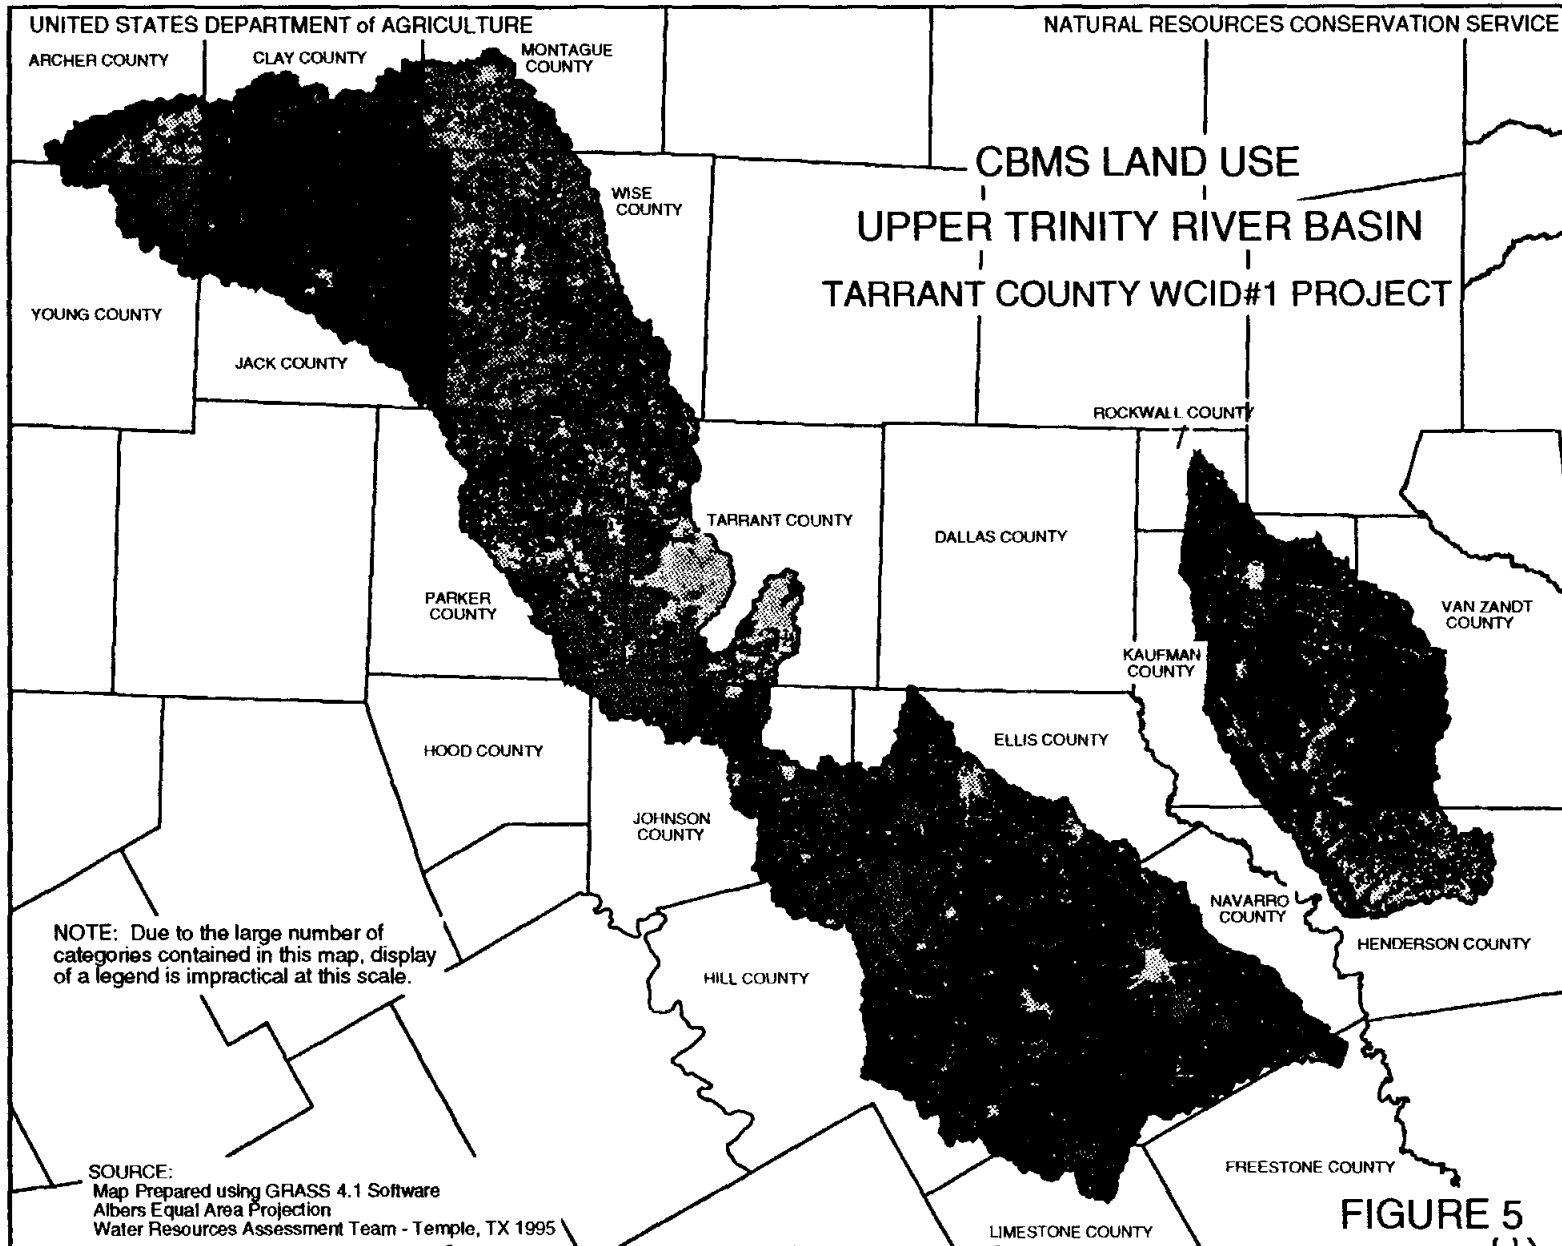 UNITED STATES DEPARTMENT of AGRICULTURE
NATURAL RESOURCES CONSERVATION SERVICE
ARCHER COUNTY
CLAY COUNTY
MONTAGUE
COUNTY
CBMS LAND USE
UPPER TRINITY RIVER BASIN
TARRANT COUNTY WCID#1 PROJECT
WISE
COUNTY
YOUNG COUNTY
JACK COUNTY
ROCKWALL COUNTY
TARRANT COUNTY
DALLAS COUNTY
PARKER
COUNTY
VAN ZANDT
COUNTY
KAUFMAN
COUNTY
HOOD COUNTY
ELLIS COUNTY
JOHNSON
COUNTY
NAVARRO
COUNTY
HENDERSON COUNTY
HILL COUNTY
NOTE: Due to the large number of
categories contained in this map, display
of a legend is impractical at this scale.
SOURCE:
Map Prepared using GRASS 4.1 Software
Albers Equal Area Projection
Water Resources Assessment Team - Temple, TX 1995
FREESTONE COUNTY
LIMESTONE COUNTY
FIGURE 5